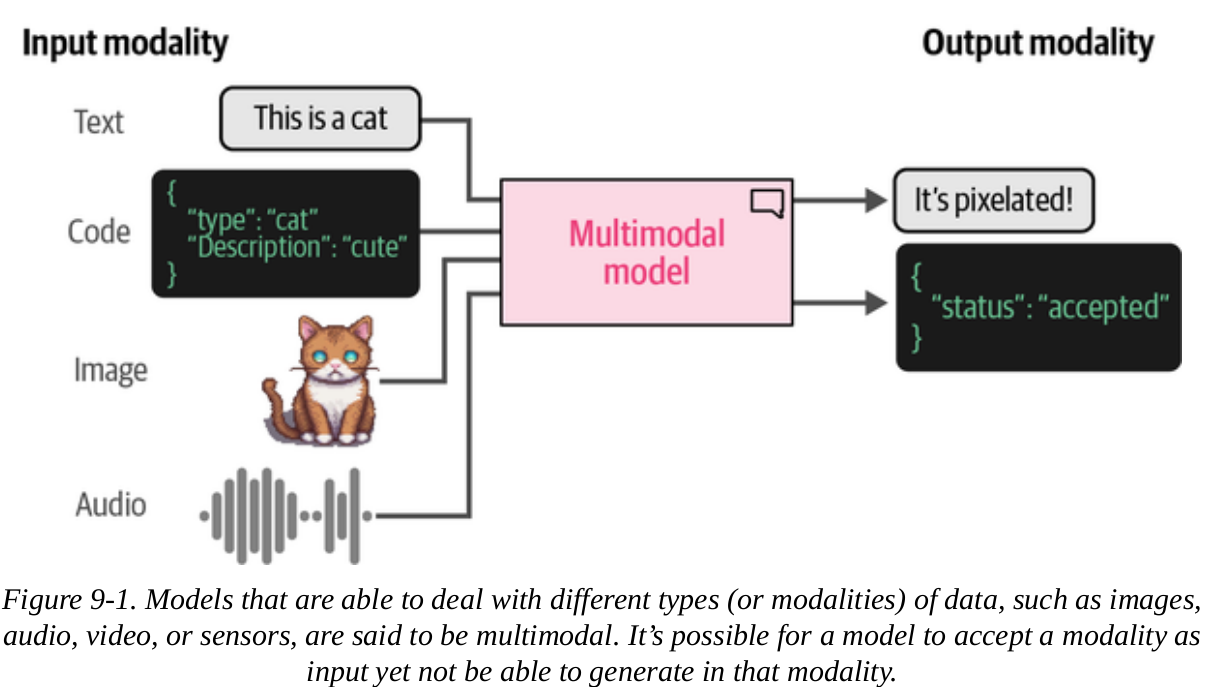 Input modality
Output modality
Text
This is a cat
Code
{
"type": "cat"
"Description": "cute"
}
Image
Audio
Multimodal
model
It's pixelated!
{
"status": "accepted"
}
Figure 9-1. Models that are able to deal with different types (or modalities) of data, such as images,
audio, video, or sensors, are said to be multimodal. It's possible for a model to accept a modality as
input yet not be able to generate in that modality.